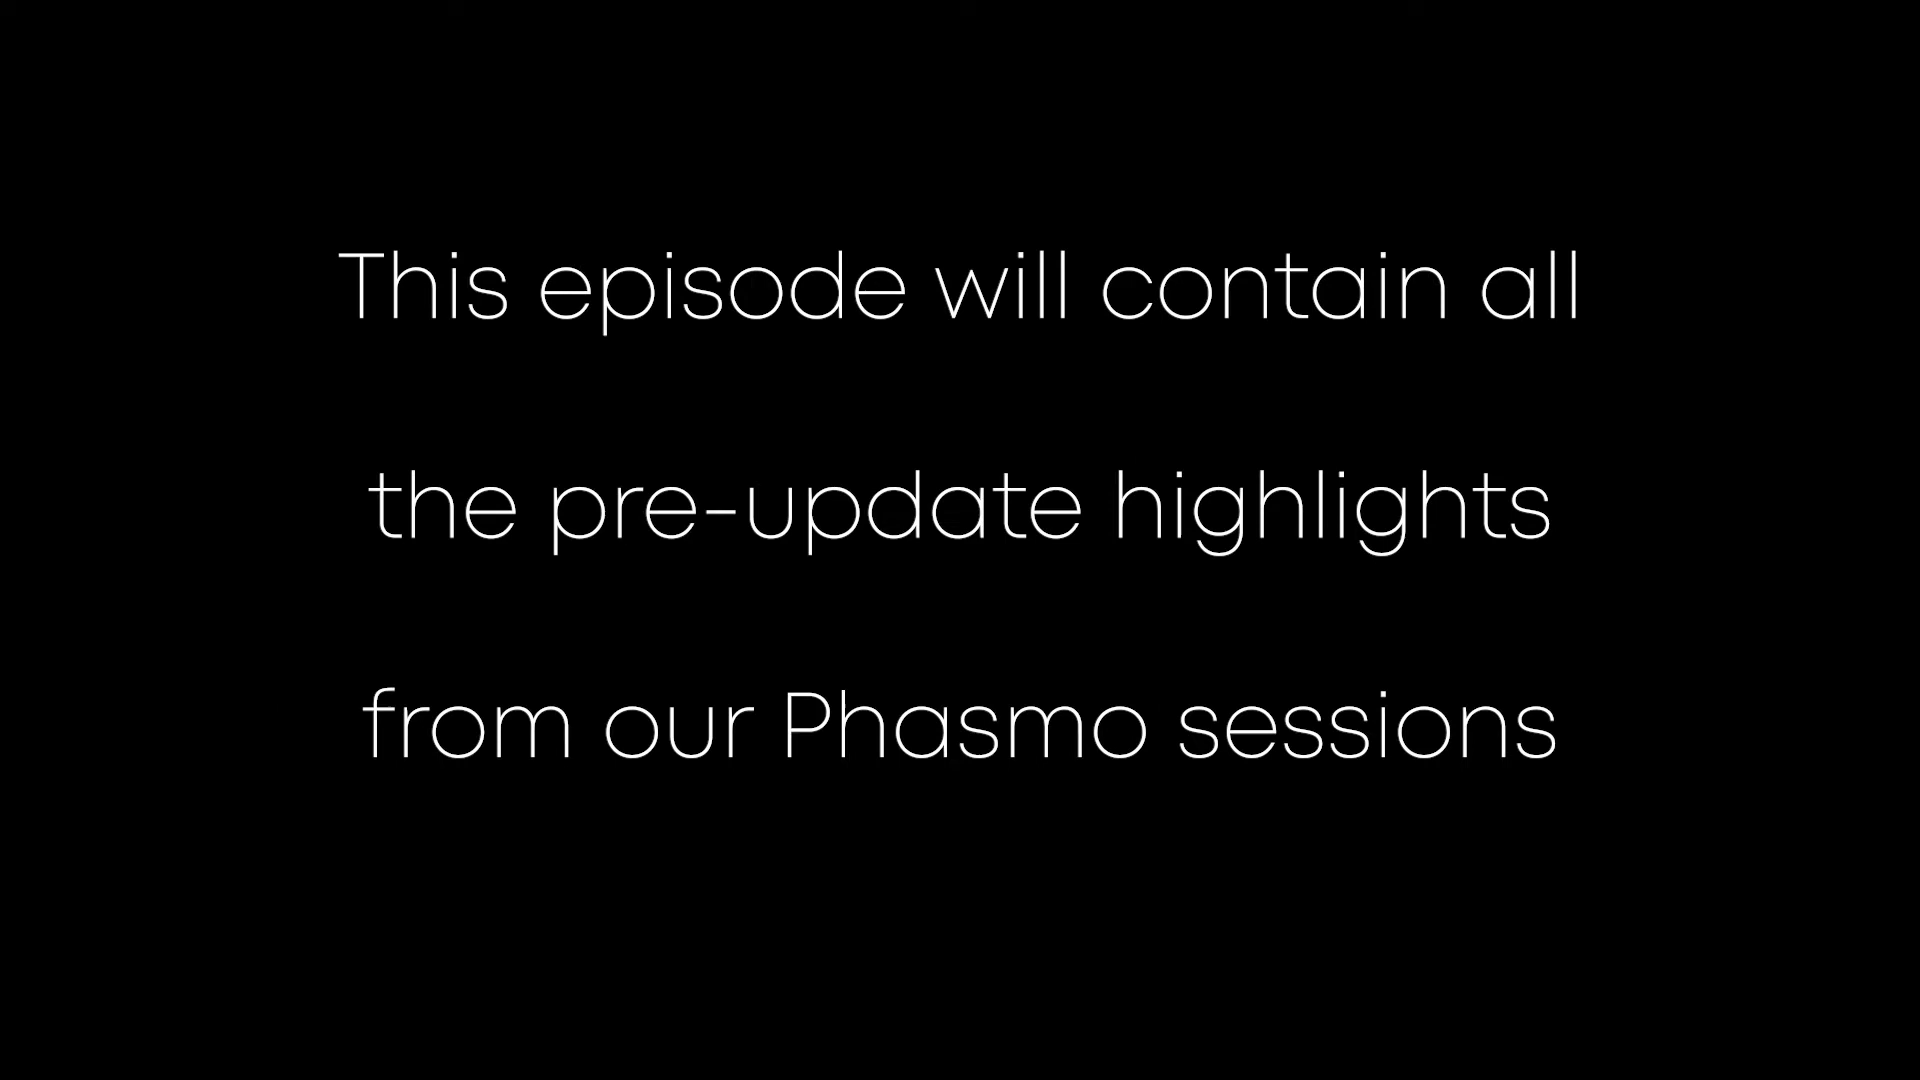 This episode will contain all
the pre-update highlights
from our Phasmo sessions